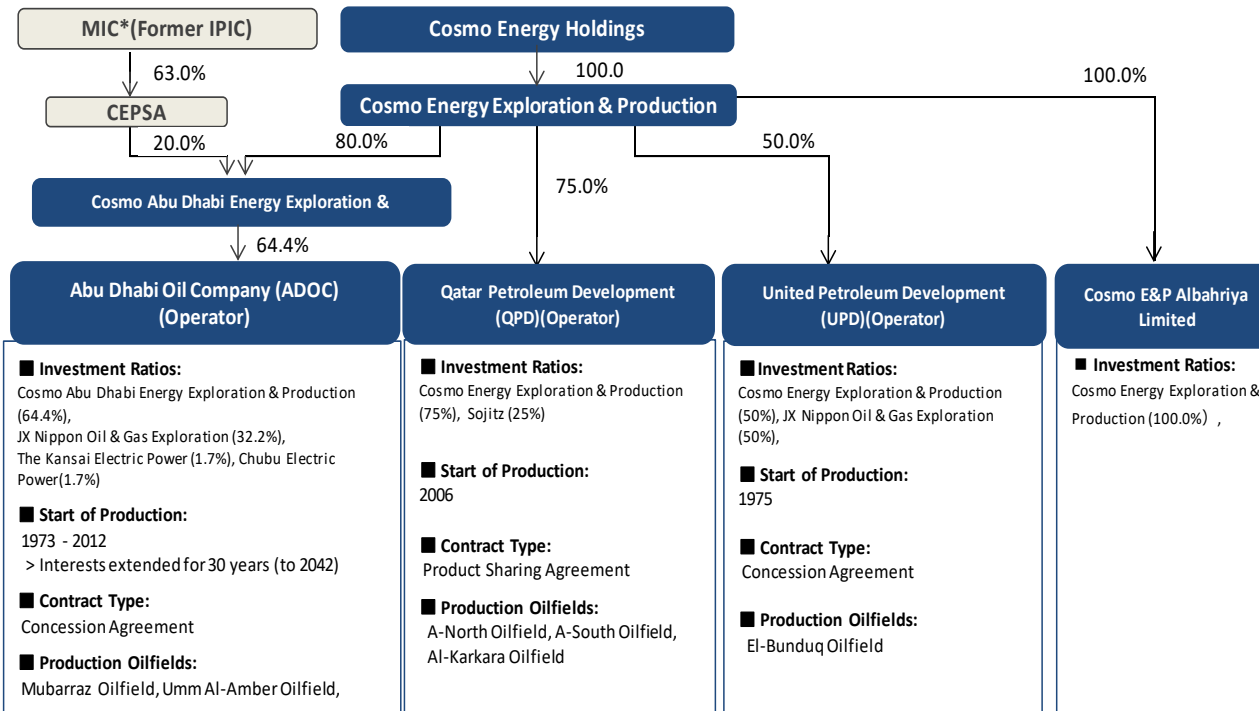 MIC*(Former IPIC)
Cosmo Energy Holdings
63.0%
100.0
100.0%
CEPSA
Cosmo Energy Exploration & Production
20.0%
80.0%
50.0%
75.0%
Cosmo Abu Dhabi Energy Exploration &
64.4%
Abu Dhabi Oil Company (ADOC)
(Operator)
■ Investment Ratios:
Cosmo Abu Dhabi Energy Exploration & Production
(64.4%),
JX Nippon Oil & Gas Exploration (32.2%),
The Kansai Electric Power (1.7%), Chubu Electric
Power(1.7%)
■ Start of Production:
1973 - 2012
> Interests extended for 30 years (to 2042)
■ Contract Type:
Concession Agreement
■ Production Oilfields:
Mubarraz Oilfield, Umm Al-Amber Oilfield,
Qatar Petroleum Development
(QPD)(Operator)
■ Investment Ratios:
Cosmo Energy Exploration & Production
(75%), Sojitz (25%)
■ Start of Production:
2006
■ Contract Type:
Product Sharing Agreement
■ Production Oilfields:
A-North Oilfield, A-South Oilfield,
Al-Karkara Oilfield
United Petroleum Development
(UPD)(Operator)
■ Investment Ratios:
Cosmo Energy Exploration & Production
(50%), JX Nippon Oil & Gas Exploration
(50%),
■ Start of Production:
1975
■ Contract Type:
Concession Agreement
■ Production Oilfields:
El-Bunduq Oilfield
Cosmo E&P Albahriya
Limited
■ Investment Ratios:
Cosmo Energy Exploration &
Production (100.0%) ,